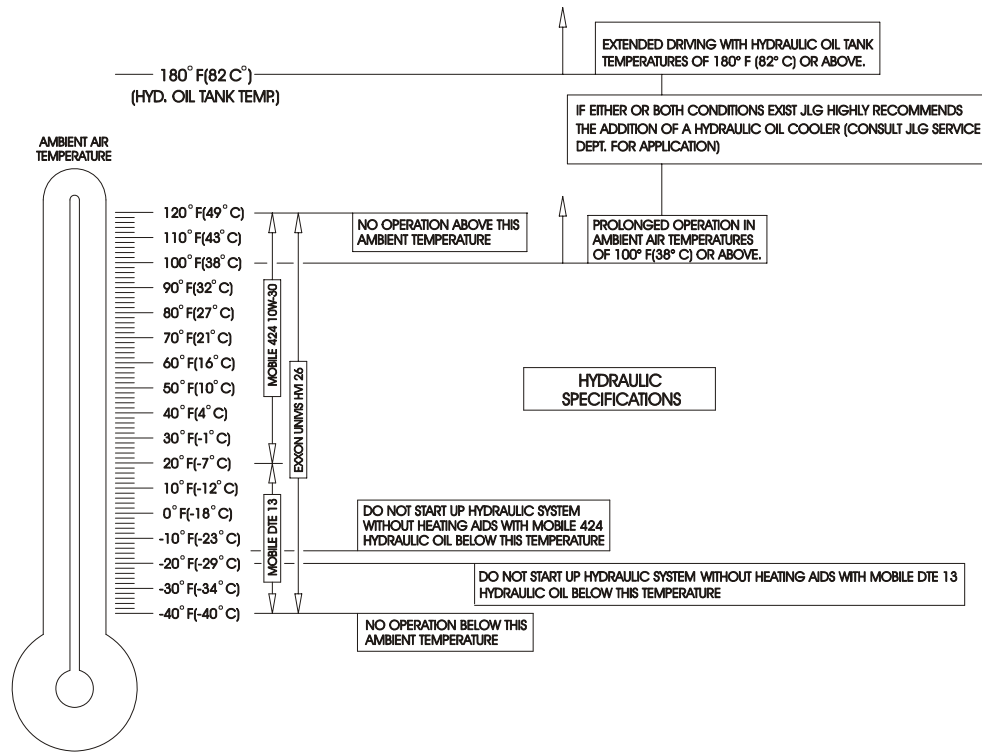 EXTENDED DRIVING WITH HYDRAULIC OIL TANK
TEMPERATURES OF 180° F (82° C) OR ABOVE.
180° F(82 C°)
(HYD. OIL TANK TEMP.)
IF EITHER OR BOTH CONDITIONS EXIST JLG HIGHLY RECOMMENDS
THE ADDITION OF A HYDRAULIC OIL COOLER (CONSULT JLG SERVICE
DEPT. FOR APPLICATION)
AMBIENT AIR
TEMPERATURE
120° F(49° C)
110° F(43° C)
100° F(38° C)
90° F(32° C)
80° F(27° C)
70° F(21° C)
60° F(16° C)
50° F(10° C)
40° F(4° C)
30° F(-1° C)
20° F(-7° C)
10° F(-12° C)
0° F(-18° C)
-10° F(-23° C)
-20° F(-29° C)
-30° F(-34° C)
-40° F(-40° C)
MOBILE 424 10W-30
MOBILE DTE 13
EXXON UNIVIS HVI 26
NO OPERATION ABOVE THIS
AMBIENT TEMPERATURE
PROLONGED OPERATION IN
AMBIENT AIR TEMPERATURES
OF 100° F(38° C) OR ABOVE.
HYDRAULIC
SPECIFICATIONS
DO NOT START UP HYDRAULIC SYSTEM
WITHOUT HEATING AIDS WITH MOBILE 424
HYDRAULIC OIL BELOW THIS TEMPERATURE
DO NOT START UP HYDRAULIC SYSTEM WITHOUT HEATING AIDS WITH MOBILE DTE 13
HYDRAULIC OIL BELOW THIS TEMPERATURE
NO OPERATION BELOW THIS
AMBIENT TEMPERATURE